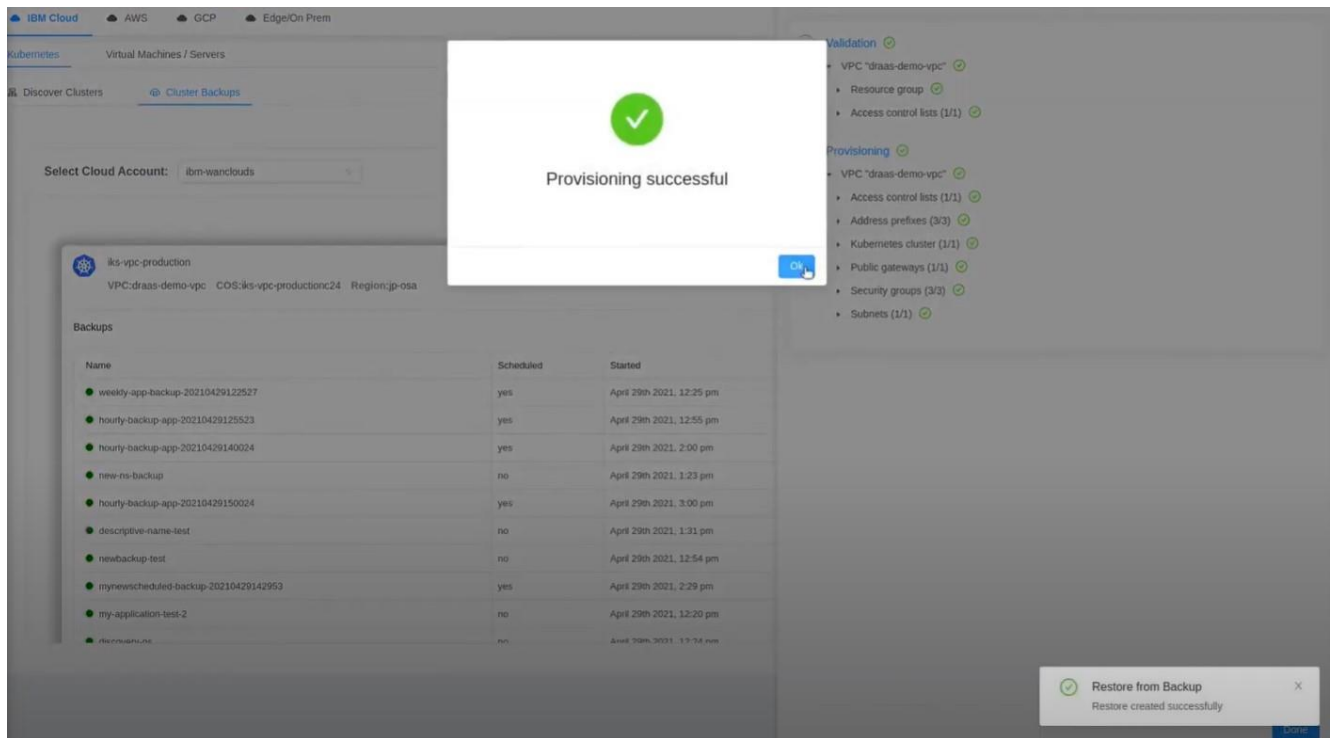 IBM Cloud AWS GCP Edge/On Prem
Kubernetes Virtual Machines / Servers
Discover Clusters Cluster Backups
Select Cloud Account: ibm-wanclouds
iks-vpc-production
VPC:draas-demo-vpc COS:iks-vpc-productionc24 Region:jp-osa
Backups
Name Scheduled Started
weekly-app-backup-20210429122527 yes April 29th 2021, 12:25 pm
hourly-backup-app-20210429125523 yes April 29th 2021, 12:55 pm
hourly-backup-app-20210429140024 yes April 29th 2021, 2:00 pm
new-ns-backup no April 29th 2021, 1:23 pm
hourly-backup-app-20210429150024 yes April 29th 2021, 3:00 pm
descriptive-name-test no April 29th 2021, 1:31 pm
newbackup-test no April 29th 2021, 12:54 pm
mynewscheduled-backup-20210429142953 yes April 29th 2021, 2:29 pm
my-application-test-2 no April 29th 2021, 12:20 pm
no April 29th 2021,
Provisioning successful
Ok
Validation
VPC "draas-demo-vpc"
Resource group
Access control lists (1/1)
Provisioning
VPC "draas-demo-vpc"
Access control lists (1/1)
Address prefixes (3/3)
Kubernetes cluster (1/1)
Public gateways (1/1)
Security groups (3/3)
Subnets (1/1)
Restore from Backup
Restore created successfully
Done